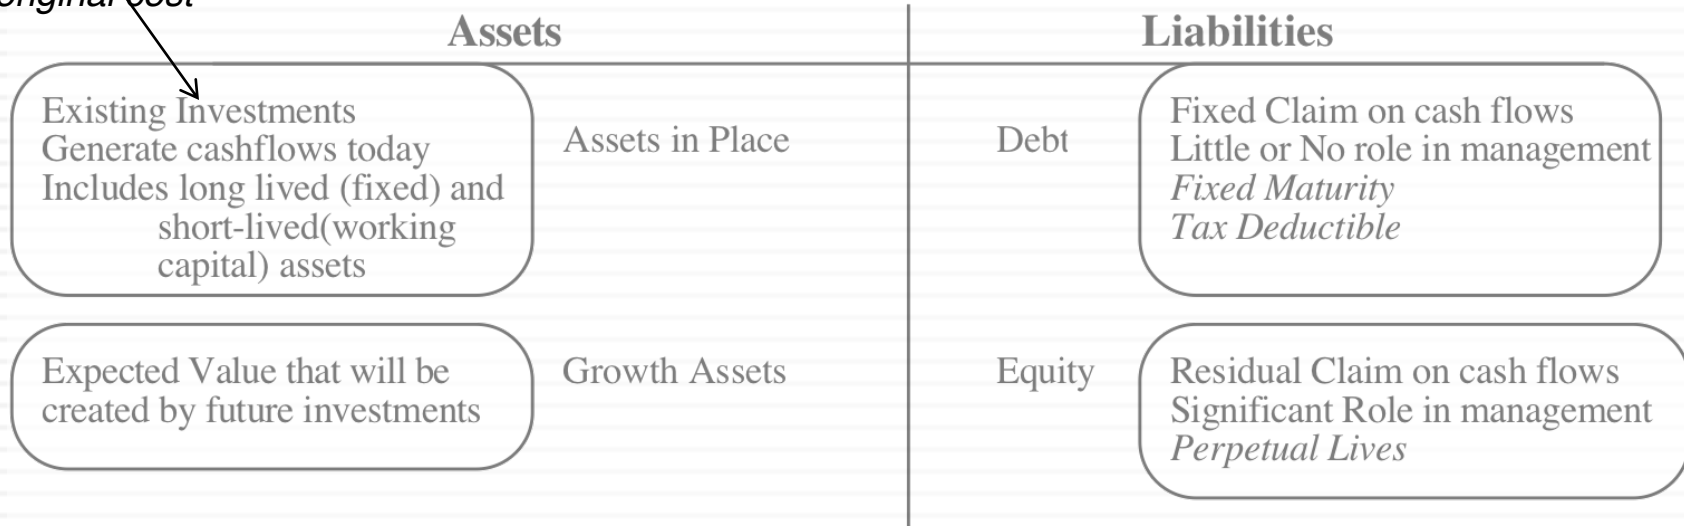 original cost
Assets
Liabilities
Existing Investments
Generate cashflows today
Includes long lived (fixed) and
short-lived(working
capital) assets
Assets in Place
Debt
Fixed Claim on cash flows
Little or No role in management
Fixed Maturity
Tax Deductible
Expected Value that will be
created by future investments
Growth Assets
Equity
Residual Claim on cash flows
Significant Role in management
Perpetual Lives